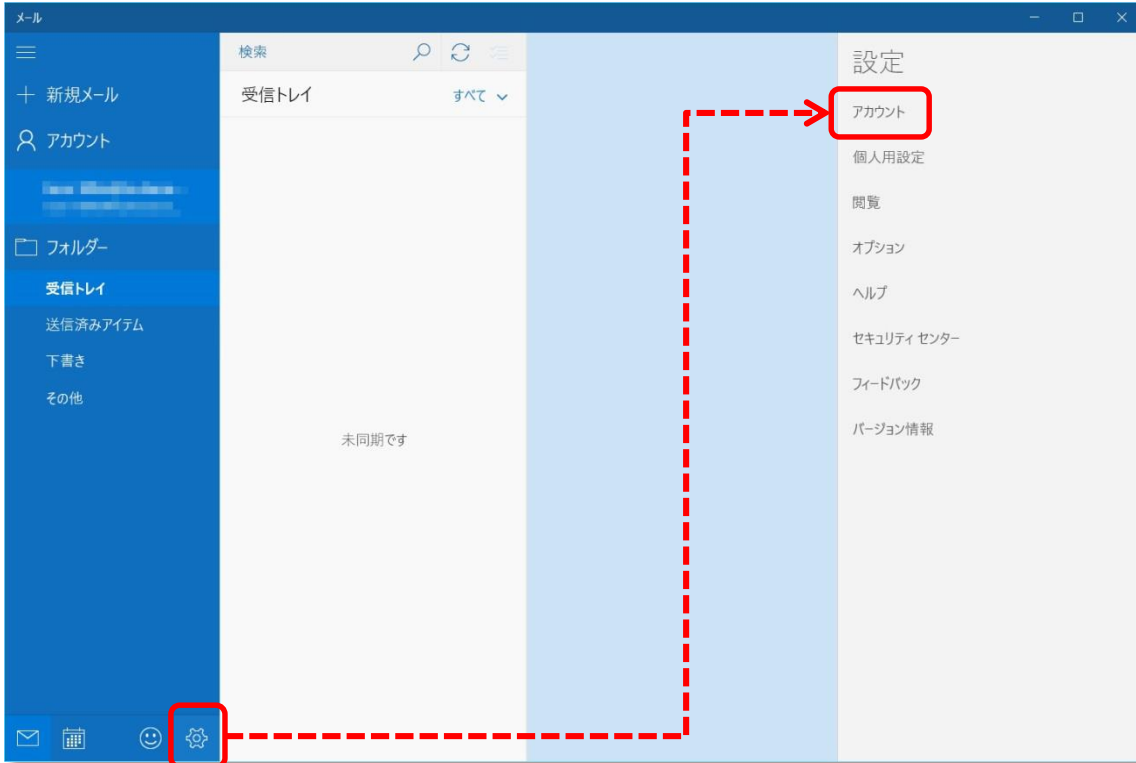 メール
新規メール
アカウント
フォルダー
受信トレイ
送信済みアイテム
下書き
その他
検索
受信トレイ すべて
未同期です
設定
アカウント
個人用設定
閲覧
オプション
ヘルプ
セキュリティ センター
フィードバック
バージョン情報